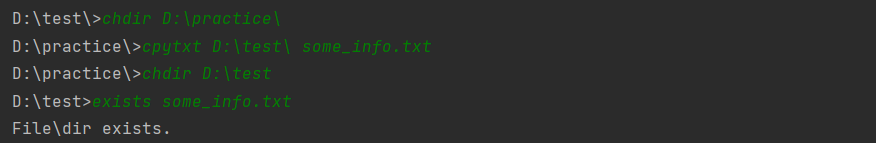 D:\test\>chdir D:\practice\
D:\practice\>cpytxt D:\test\ some_info.txt
D:\practice\>chdir D:\test
D:\test>exists some_info.txt
File\dir exists.